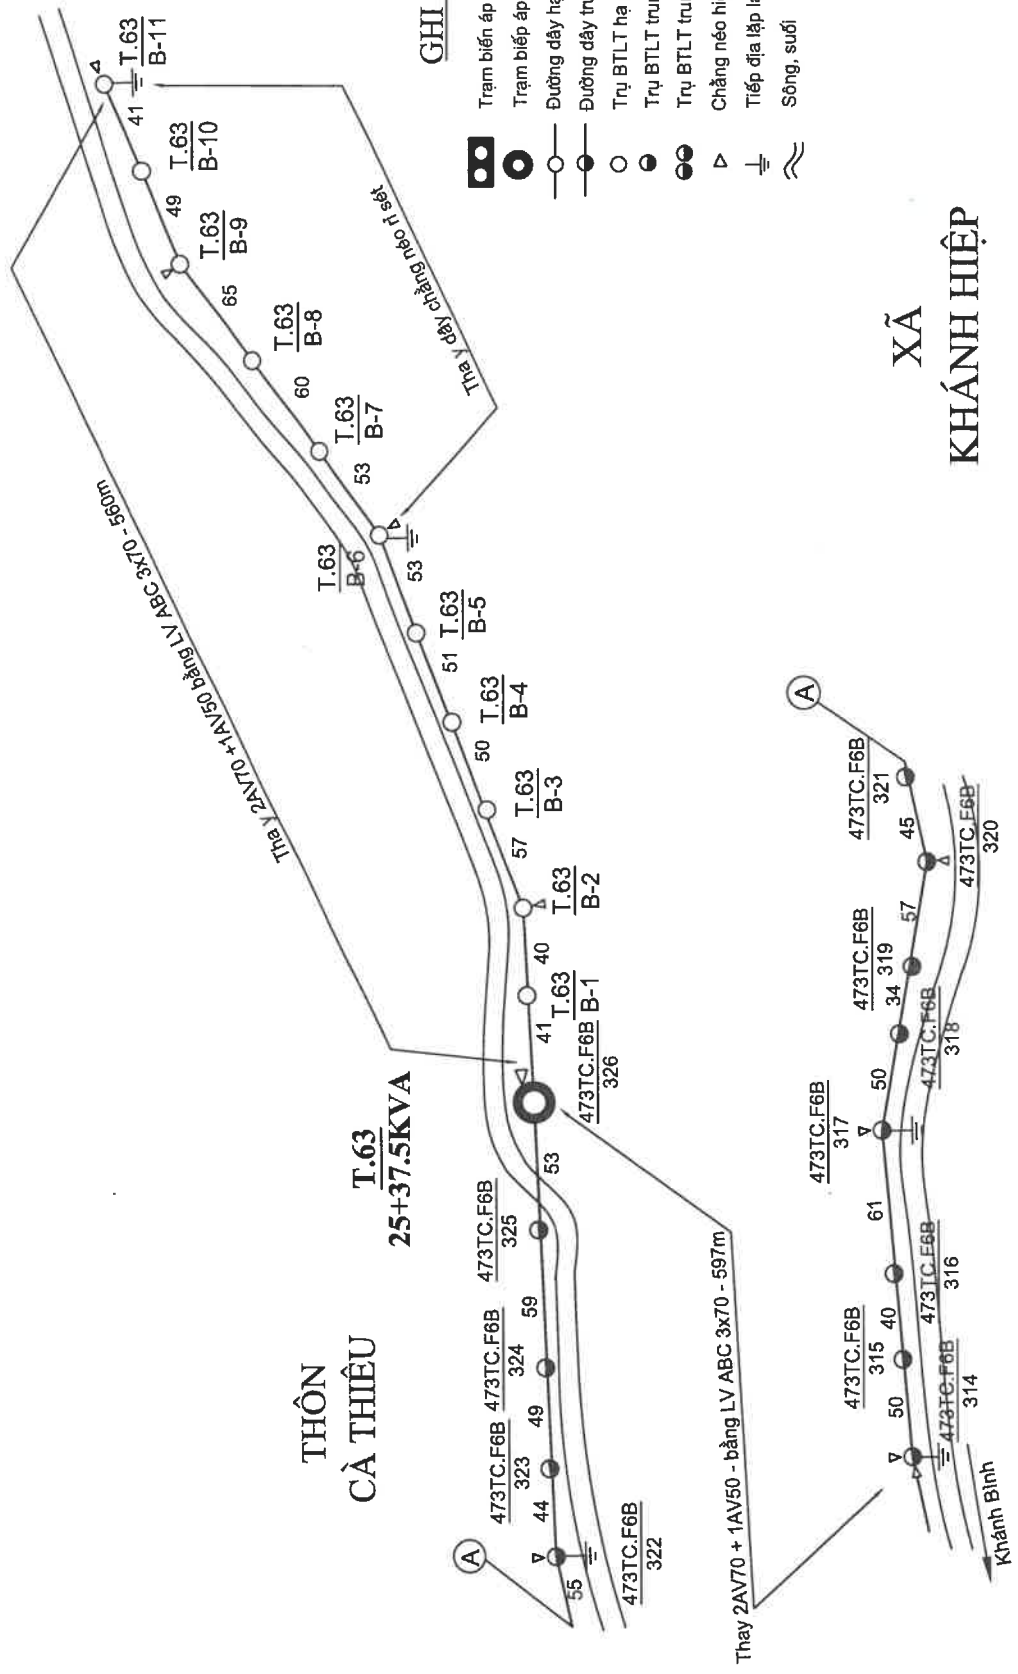 T.63
B-11
41
T.63
B-10
49
T.63
B-9
65
T.63
B-8
60
T.63
B-7
53
T.63
B-6
53
T.63
B-5
51
T.63
B-4
50
T.63
B-3
57
T.63
B-2
40
T.63
B-1
41
473TC.F6B
326
T.63
25+37.5KVA
53
473TC.F6B
325
59
473TC.F6B
324
49
473TC.F6B
323
44
473TC.F6B
322
55
A
THÔN
CÀ THIÊU
Thay 2AV70 +1AV50 bằng LV ABC 3x70 - 560m
Thay dây chằng néo rỉ sét
Thay 2AV70 + 1AV50 - bằng LV ABC 3x70 - 597m
A
473TC.F6B
321
45
473TC.F6B
320
57
473TC.F6B
319
34
473TC.F6B
318
50
473TC.F6B
317
61
473TC.F6B
316
40
473TC.F6B
315
50
473TC.F6B
314
Khánh Bình
XÃ
KHÁNH HIỆP
GHI
Trạm biến áp
Trạm biếp áp
Đường dây hạ
Đường dây
Trụ BTLT hạ
Trụ BTLT
Trụ BTLT
Chằng néo
Tiếp địa lặp
Sông, suối